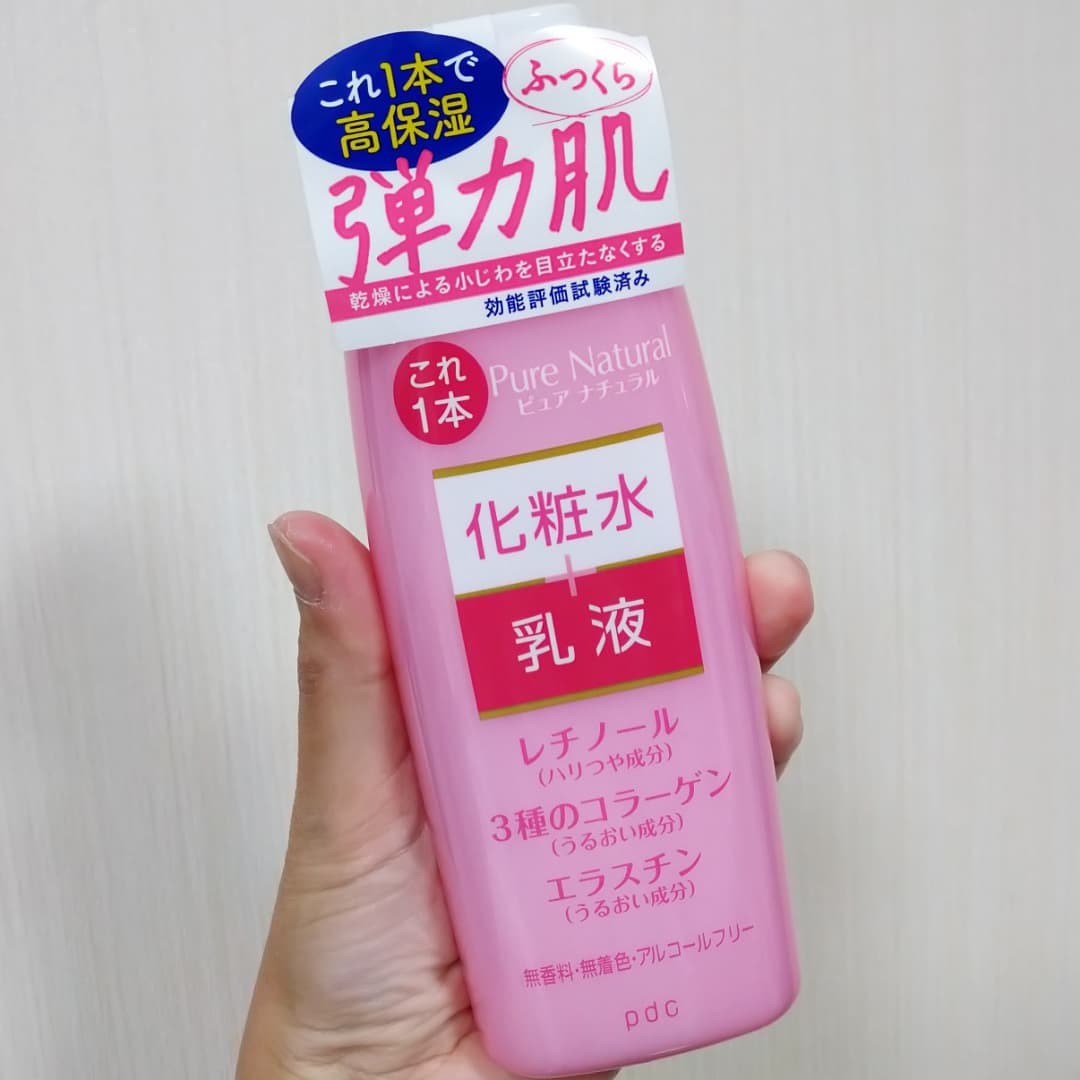 これ1本で
高保湿
ふっくら
弾力肌
乾燥による小じわを目立たなくする
効能評価試験済み
これ
1本
Pure Natural
ピュア ナチュラル
化粧水
+
乳液
レチノール
(ハリつや成分)
3種のコラーゲン
(うるおい成分)
エラスチン
(うるおい成分)
無香料・無着色・アルコールフリー
pdc